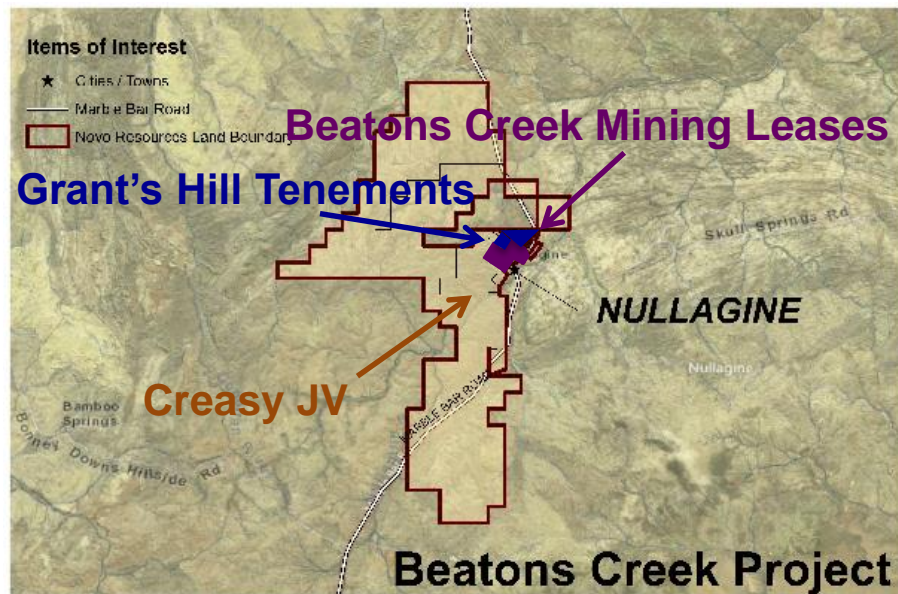 Items of Interest
Cities / Towns
Marble Bar Road
Novo Resources Land Boundary
Beatons Creek Mining Leases
Grant's Hill Tenements
Skull Springs Rd
NULLAGINE
Nullagine
Creasy JV
MARBLE BAR ROAD
Bamboo
Springs
Bonney Downs Hillside Rd
Beatons Creek Project